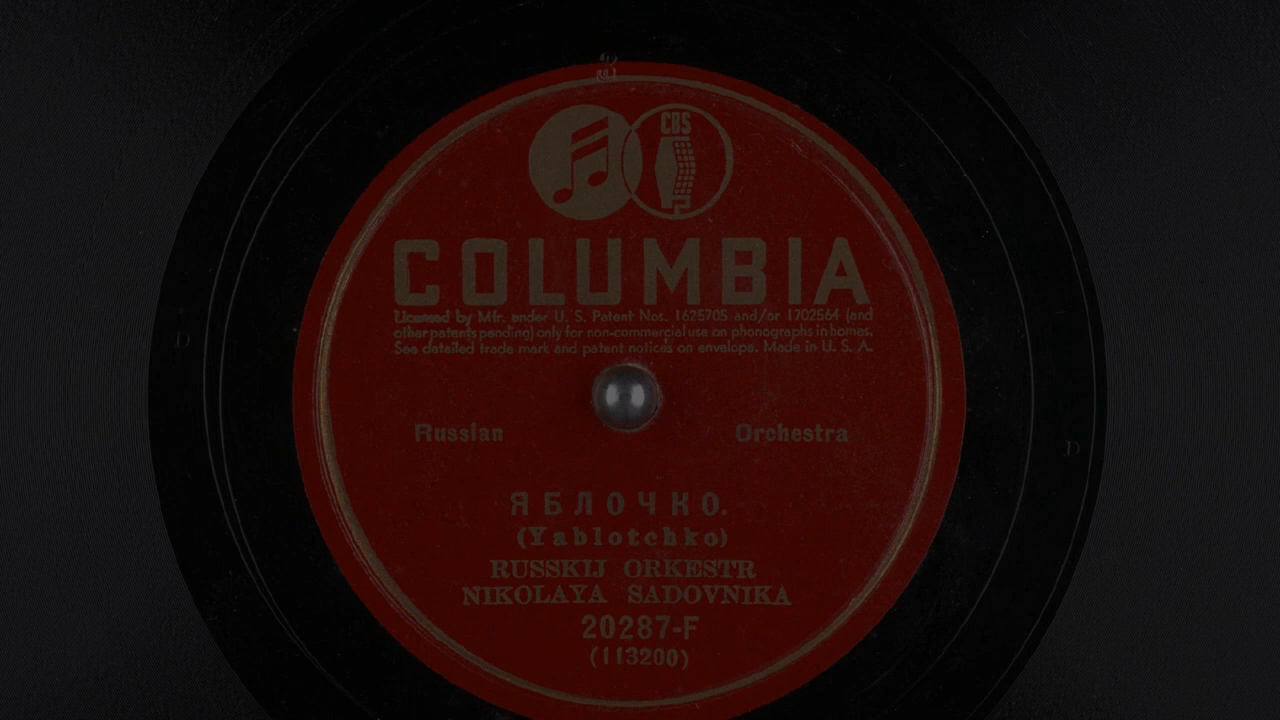 CBS
COLUMBIA
Licensed by Mfr. under U. S. Patent Nos. 1625705 and/or 1702564 (and
other patents pending) only for non-commercial use on phonographs in homes.
See detailed trade mark and patent notices on envelope. Made in U. S. A.
Russian Orchestra
ЯБЛОЧКО.
(Yablotchko)
RUSSKIJ ORKESTR
NIKOLAYA SADOVNIKA
20287-F
(113200)
D
D